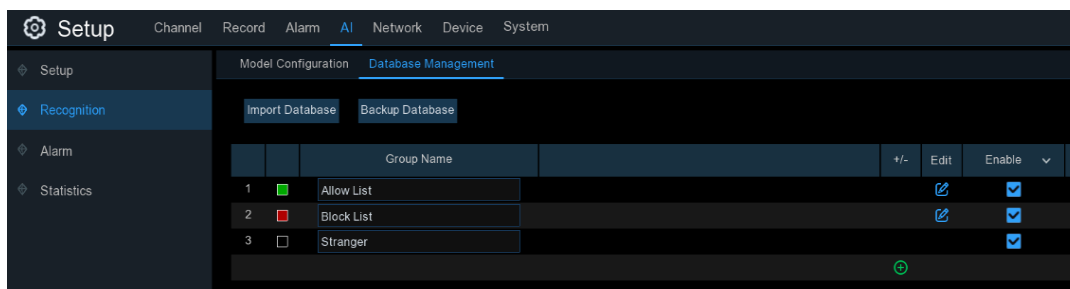 Setup Channel Record Alarm AI Network Device System
Setup
Recognition
Alarm
Statistics
Model Configuration Database Management
Import Database Backup Database
Group Name +/- Edit Enable
1 Allow List
2 Block List
3 Stranger